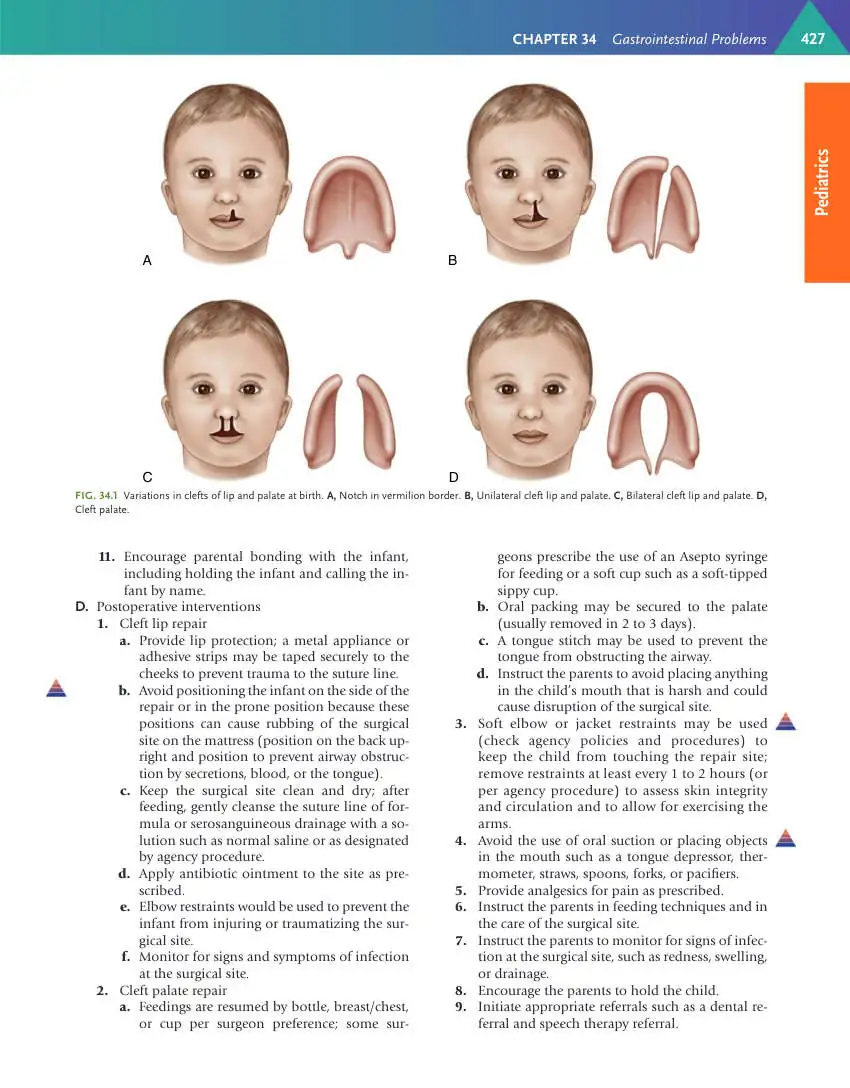 CHAPTER 34 Gastrointestinal Problems 427
Pediatrics
A
B
C
D
FIG. 34.1 Variations in clefts of lip and palate at birth. A, Notch in vermilion border. B, Unilateral cleft lip and palate. C, Bilateral cleft lip and palate. D,
Cleft palate.
11. Encourage parental bonding with the infant,
including holding the infant and calling the in-
fant by name.
D. Postoperative interventions
1. Cleft lip repair
a. Provide lip protection; a metal appliance or
adhesive strips may be taped securely to the
cheeks to prevent trauma to the suture line.
b. Avoid positioning the infant on the side of the
repair or in the prone position because these
positions can cause rubbing of the surgical
site on the mattress (position on the back up-
right and position to prevent airway obstruc-
tion by secretions, blood, or the tongue).
c. Keep the surgical site clean and dry; after
feeding, gently cleanse the suture line of for-
mula or serosanguineous drainage with a so-
lution such as normal saline or as designated
by agency procedure.
d. Apply antibiotic ointment to the site as pre-
scribed.
e. Elbow restraints would be used to prevent the
infant from injuring or traumatizing the sur-
gical site.
f. Monitor for signs and symptoms of infection
at the surgical site.
2. Cleft palate repair
a. Feedings are resumed by bottle, breast/chest,
or cup per surgeon preference; some sur-
geons prescribe the use of an Asepto syringe
for feeding or a soft cup such as a soft-tipped
sippy cup.
b. Oral packing may be secured to the palate
(usually removed in 2 to 3 days).
c. A tongue stitch may be used to prevent the
tongue from obstructing the airway.
d. Instruct the parents to avoid placing anything
in the child's mouth that is harsh and could
cause disruption of the surgical site.
3. Soft elbow or jacket restraints may be used
(check agency policies and procedures) to
keep the child from touching the repair site;
remove restraints at least every 1 to 2 hours (or
per agency procedure) to assess skin integrity
and circulation and to allow for exercising the
arms.
4. Avoid the use of oral suction or placing objects
in the mouth such as a tongue depressor, ther-
mometer, straws, spoons, forks, or pacifiers.
5. Provide analgesics for pain as prescribed.
6. Instruct the parents in feeding techniques and in
the care of the surgical site.
7. Instruct the parents to monitor for signs of infec-
tion at the surgical site, such as redness, swelling,
or drainage.
8. Encourage the parents to hold the child.
9. Initiate appropriate referrals such as a dental re-
ferral and speech therapy referral.